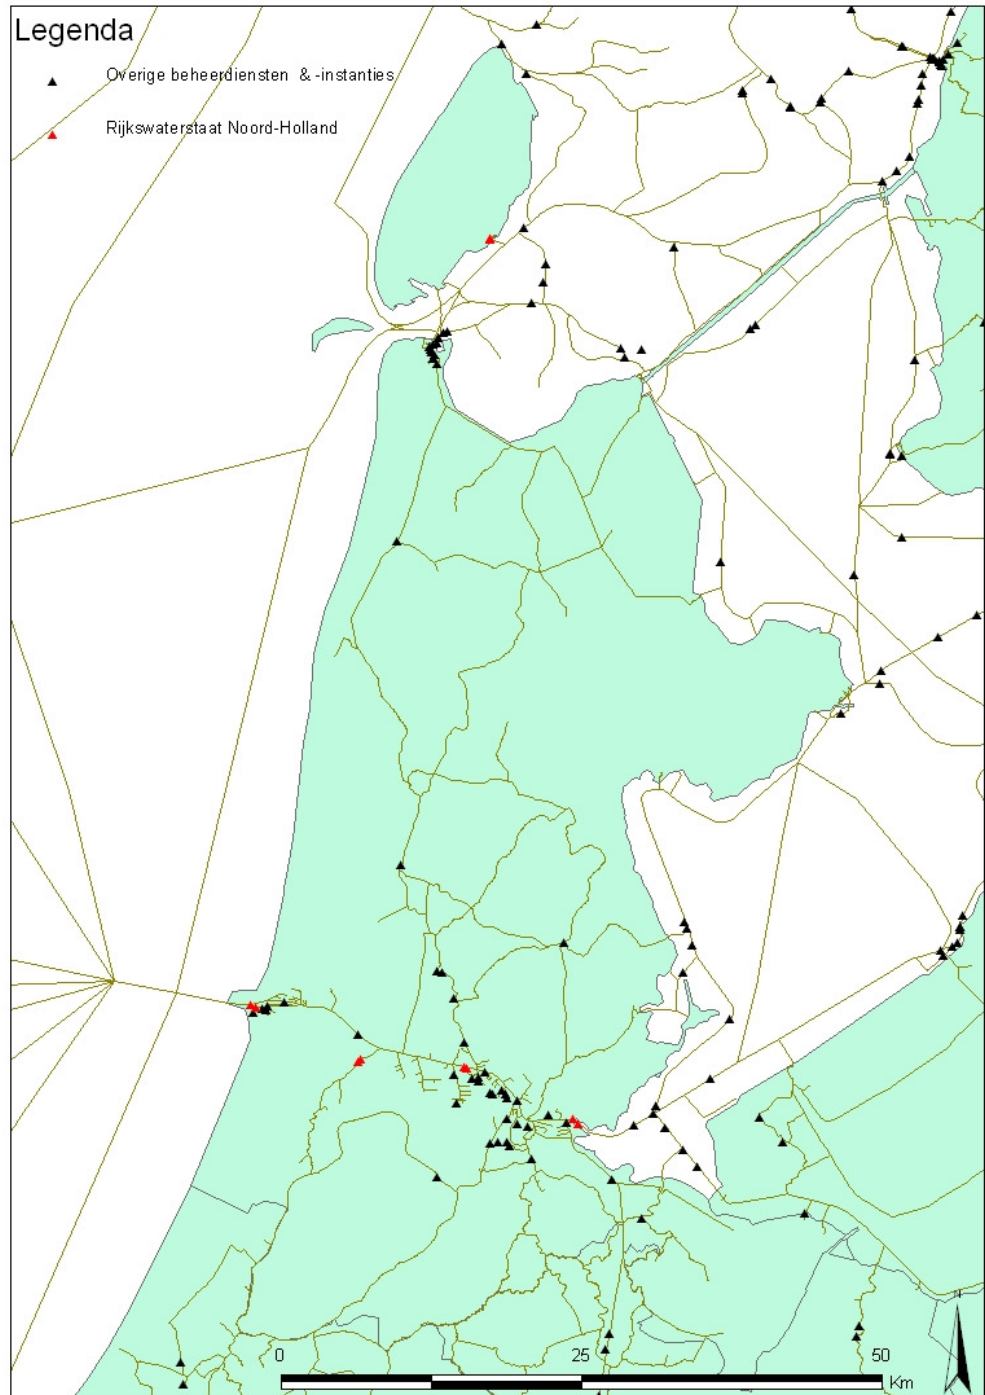 Legenda
Overige beheerdiensten & -instanties
Rijkswaterstaat Noord-Holland
0 25 50
Km